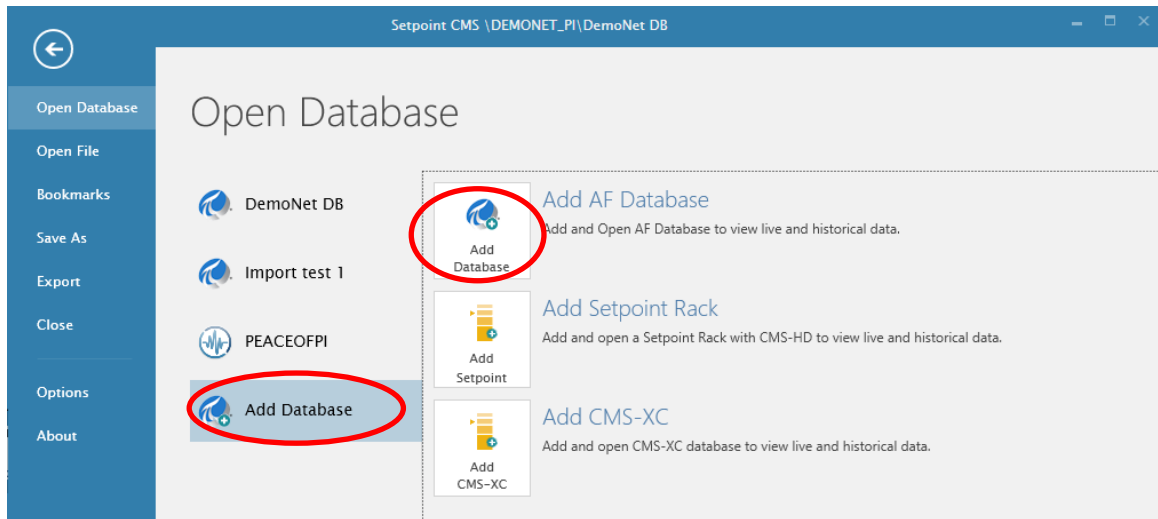 Setpoint CMS \DEMONET_PI\DemoNet DB
Open Database
Open File
Bookmarks
Save As
Export
Close
Options
About
Open Database
DemoNet DB
Import test 1
PEACEOFPI
Add Database
Add
Database
Add AF Database
Add and Open AF Database to view live and historical data.
Add
Setpoint
Add Setpoint Rack
Add and open a Setpoint Rack with CMS-HD to view live and historical data.
Add
CMS-XC
Add CMS-XC
Add and open CMS-XC database to view live and historical data.